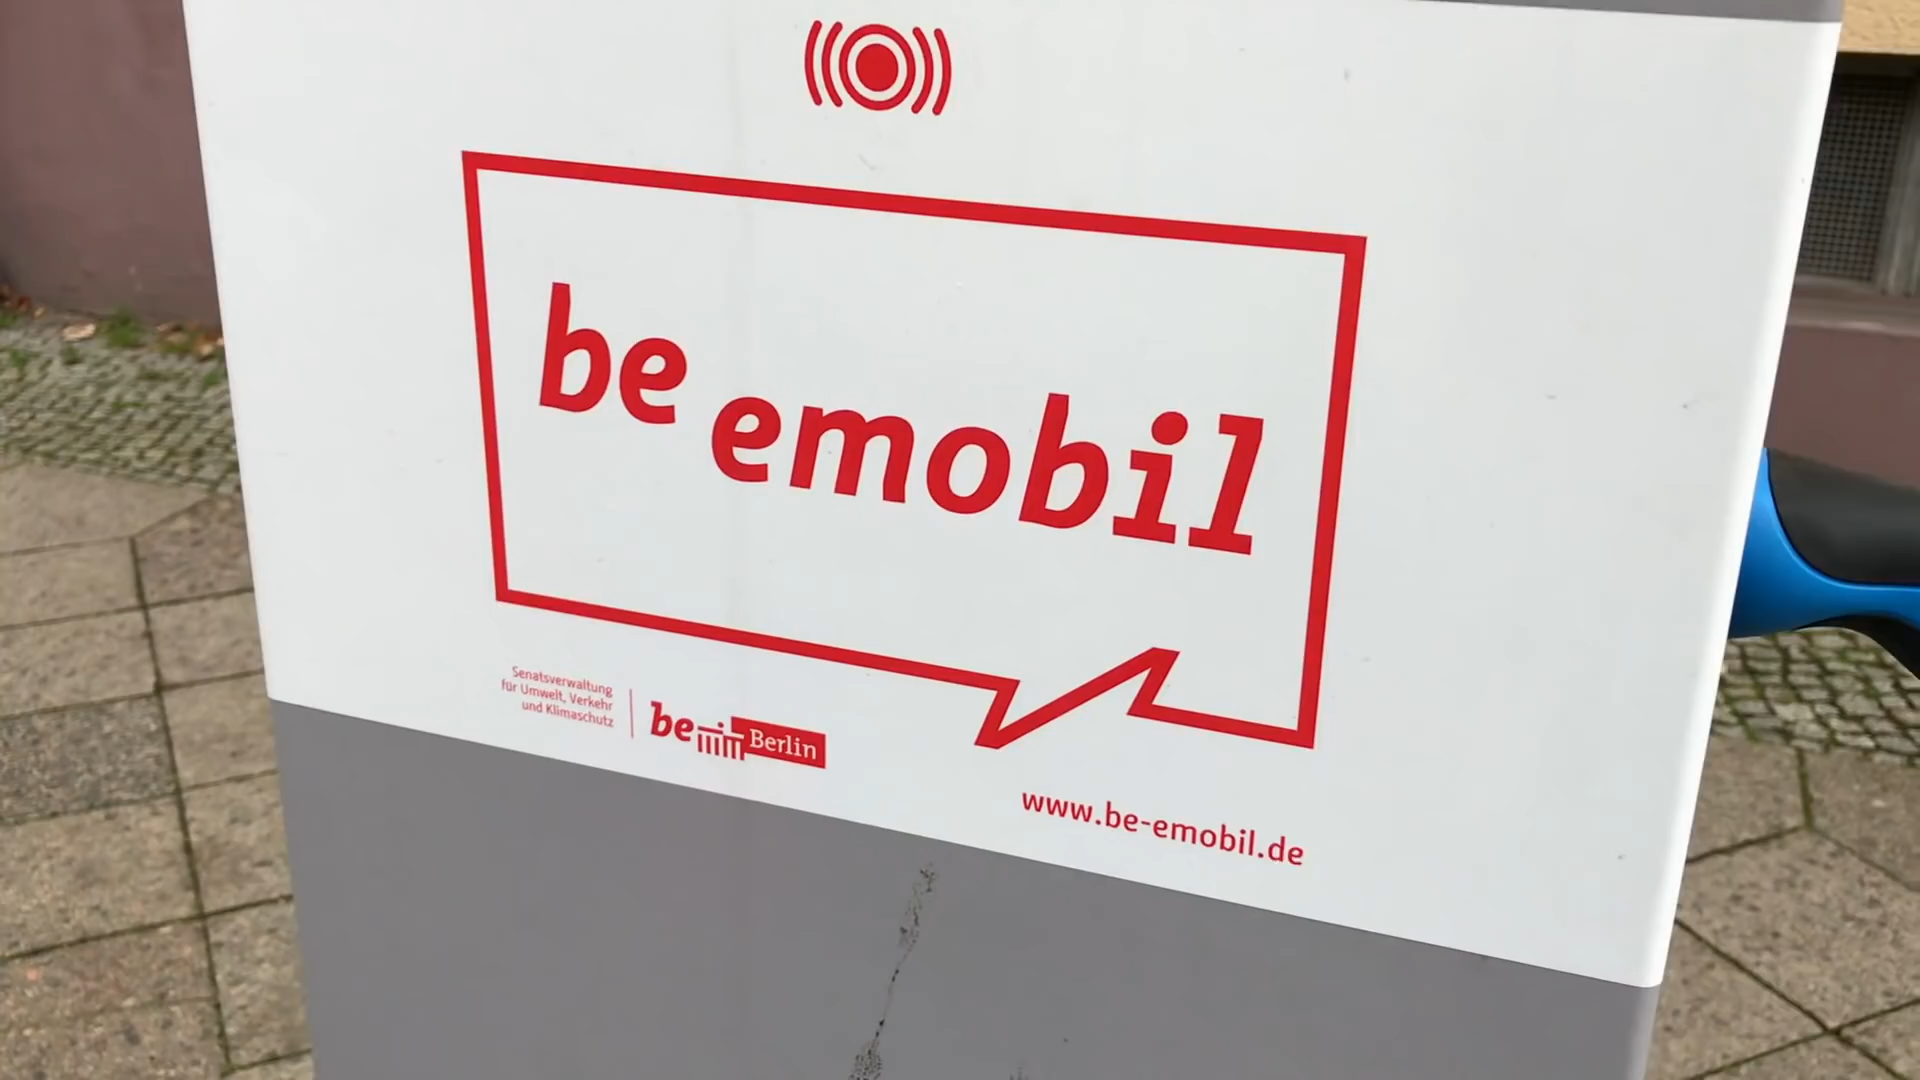 be emobil
Senatsverwaltung
für Umwelt, Verkehr
und Klimaschutz
be Berlin
www.be-emobil.de